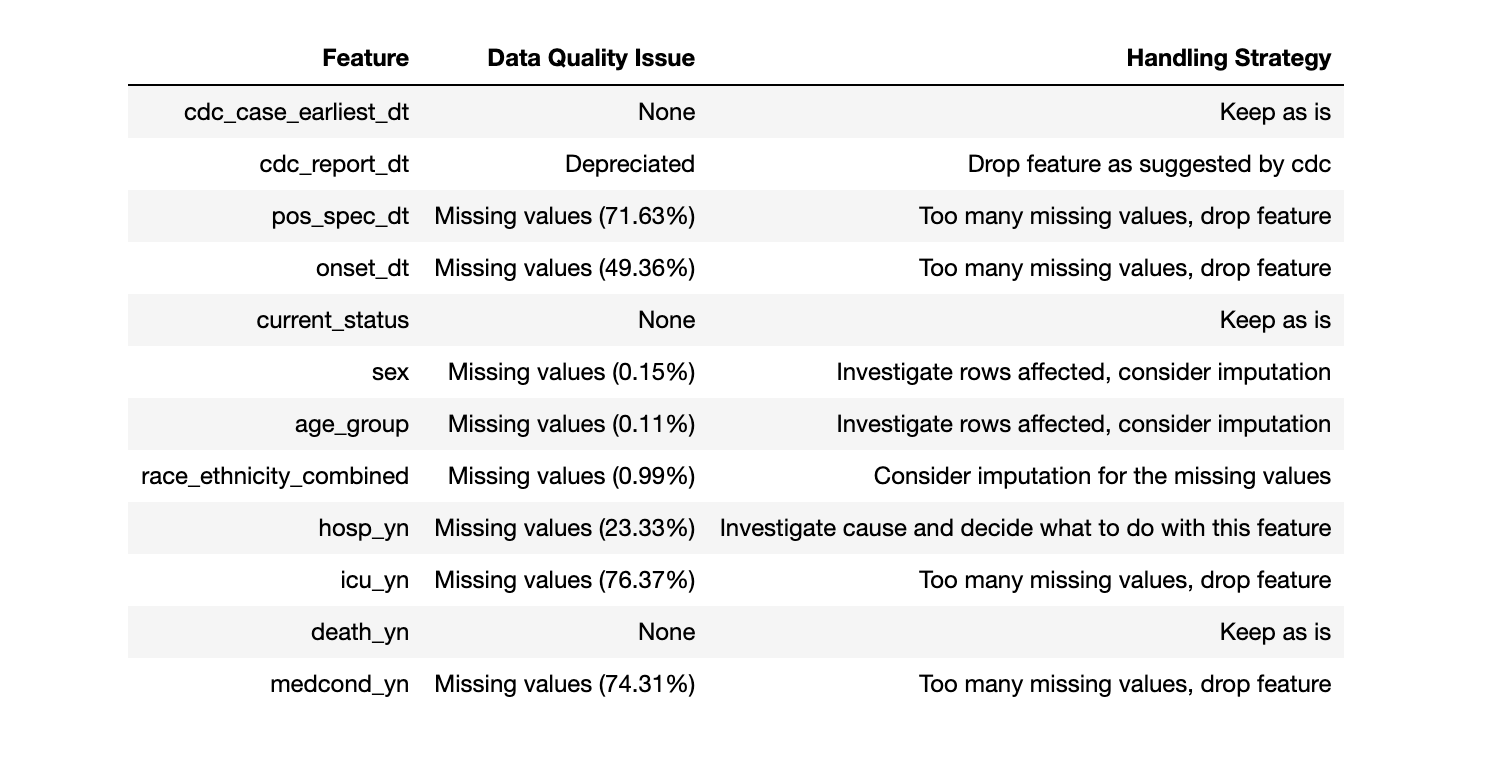 Feature Data Quality Issue Handling Strategy
cdc_case_earliest_dt None Keep as is
cdc_report_dt Depreciated Drop feature as suggested by cdc
pos_spec_dt Missing values (71.63%) Too many missing values, drop feature
onset_dt Missing values (49.36%) Too many missing values, drop feature
current_status None Keep as is
sex Missing values (0.15%) Investigate rows affected, consider imputation
age_group Missing values (0.11%) Investigate rows affected, consider imputation
race_ethnicity_combined Missing values (0.99%) Consider imputation for the missing values
hosp_yn Missing values (23.33%) Investigate cause and decide what to do with this feature
icu_yn Missing values (76.37%) Too many missing values, drop feature
death_yn None Keep as is
medcond_yn Missing values (74.31%) Too many missing values, drop feature